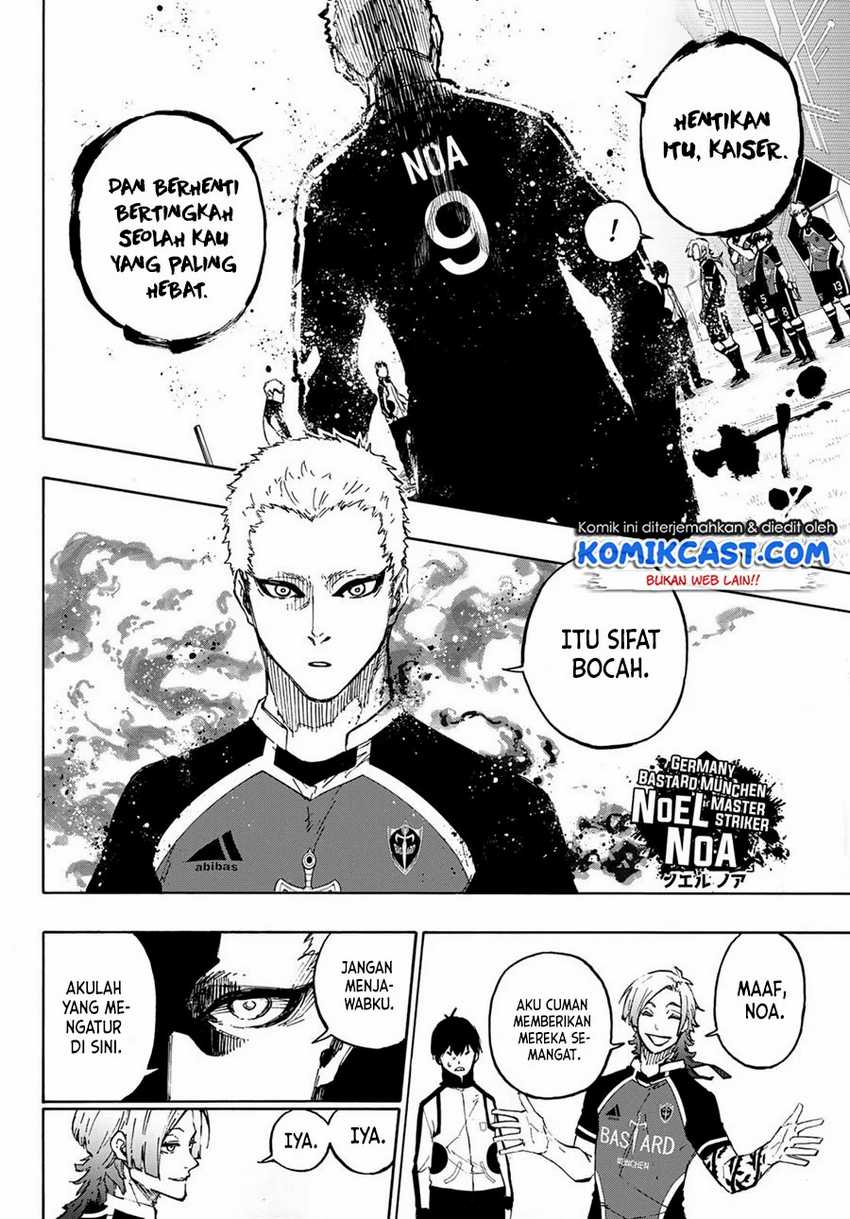 HENTIKAN
ITU, KAISER.
NOA
9
DAN BERHENTI
BERTINGKAH
SEOLAH KAU
YANG PALING
HEBAT.
!
5
8
13
Komik ini diterjemahkan & diedit oleh
KOMIKCAST.COM
BUKAN WEB LAIN!!
ITU SIFAT
BOCAH.
abibas
GERMANY
BASTARD MÜNCHEN
NOEL MASTER
STRIKER
NOA
ノエル ノア
MAAF,
NOA.
AKU CUMAN
MEMBERIKAN
MEREKA SE-
MANGAT.
BASTARD
MÜNCHEN
JANGAN
MENJA-
WABKU.
AKULAH
YANG ME-
NGATUR
DI SINI.
IYA.
IYA.